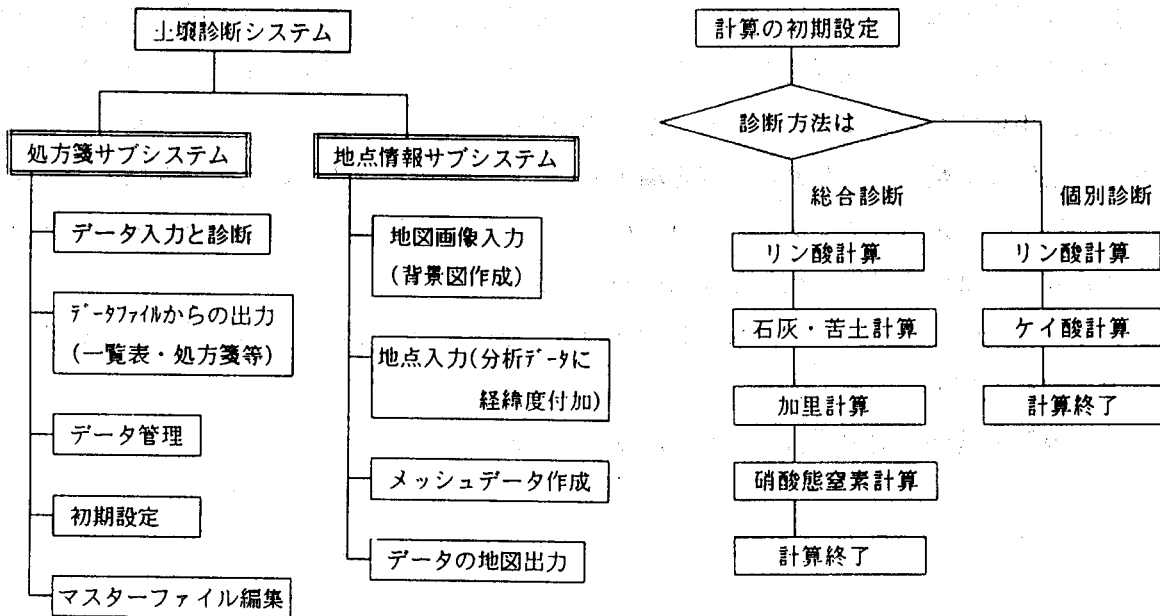 土壌診断システム
処方箋サブシステム
データ入力と診断
ﾃﾞｰﾀﾌｧｲﾙからの出力
(一覧表・処方箋等)
データ管理
初期設定
マスターファイル編集
地点情報サブシステム
地図画像入力
(背景図作成)
地点入力(分析ﾃﾞｰﾀに
経緯度付加)
メッシュデータ作成
データの地図出力
計算の初期設定
診断方法は
総合診断
リン酸計算
石灰・苦土計算
加里計算
硝酸態窒素計算
計算終了
個別診断
リン酸計算
ケイ酸計算
計算終了